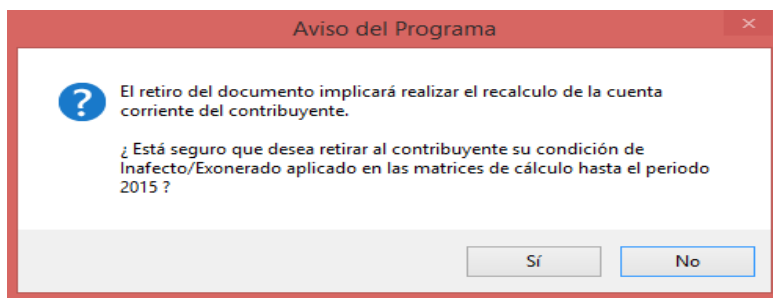 Aviso del Programa
El retiro del documento implicará realizar el recalculo de la cuenta
corriente del contribuyente.
¿ Está seguro que desea retirar al contribuyente su condición de
Inafecto/Exonerado aplicado en las matrices de cálculo hasta el periodo
2015 ?
Sí
No